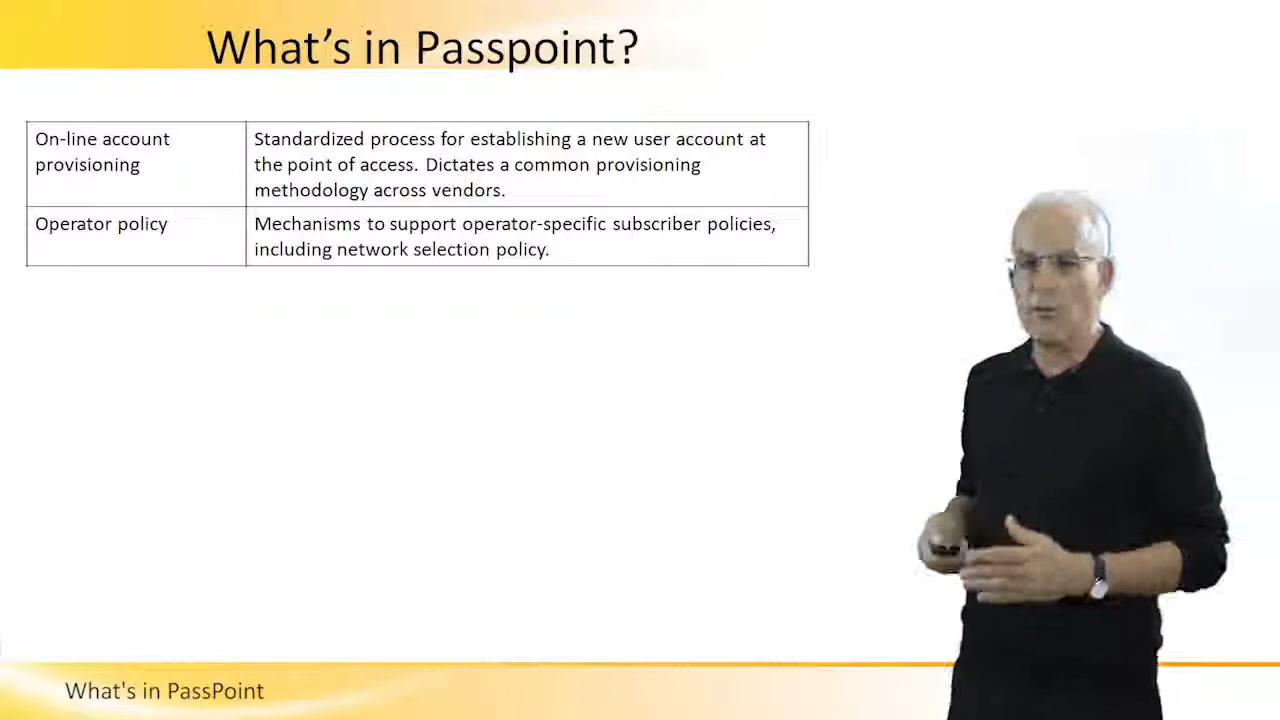 What’s in Passpoint?
On-line account
provisioning
Standardized process for establishing a new user account at
the point of access. Dictates a common provisioning
methodology across vendors.
Operator policy
Mechanisms to support operator-specific subscriber policies,
including network selection policy.
What's in PassPoint